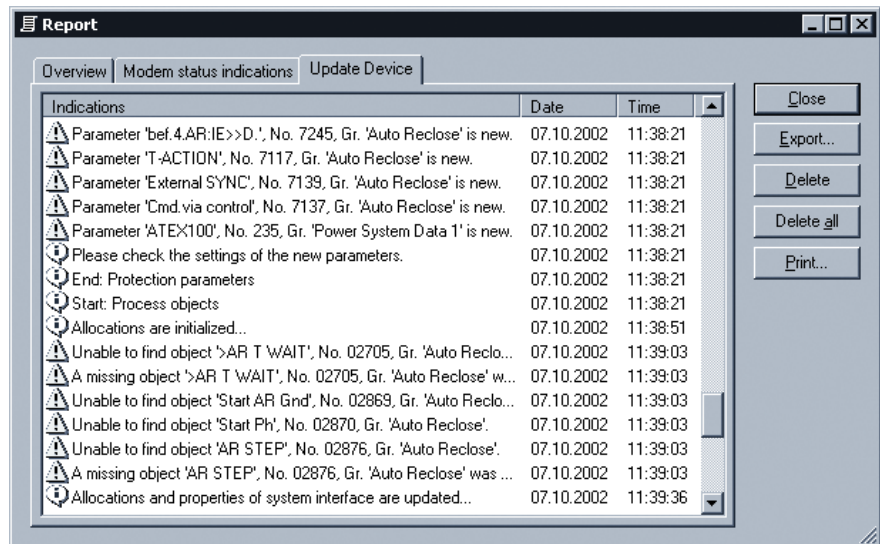 Report
Overview Modem status indications Update Device
Indications Date Time
Parameter 'bef.4.AR:IE>>D.', No. 7245, Gr. 'Auto Reclose' is new. 07.10.2002 11:38:21
Parameter 'T-ACTION', No. 7117, Gr. 'Auto Reclose' is new. 07.10.2002 11:38:21
Parameter 'External SYNC', No. 7139, Gr. 'Auto Reclose' is new. 07.10.2002 11:38:21
Parameter 'Cmd.via control', No. 7137, Gr. 'Auto Reclose' is new. 07.10.2002 11:38:21
Parameter 'ATEX100', No. 235, Gr. 'Power System Data 1' is new. 07.10.2002 11:38:21
Please check the settings of the new parameters. 07.10.2002 11:38:21
End: Protection parameters 07.10.2002 11:38:21
Start: Process objects 07.10.2002 11:38:21
Allocations are initialized... 07.10.2002 11:38:51
Unable to find object '>AR T WAIT', No. 02705, Gr. 'Auto Reclo... 07.10.2002 11:39:03
A missing object '>AR T WAIT', No. 02705, Gr. 'Auto Reclose' w... 07.10.2002 11:39:03
Unable to find object 'Start AR Gnd', No. 02869, Gr. 'Auto Reclo... 07.10.2002 11:39:03
Unable to find object 'Start Ph', No. 02870, Gr. 'Auto Reclose'. 07.10.2002 11:39:03
Unable to find object 'AR STEP', No. 02876, Gr. 'Auto Reclose'. 07.10.2002 11:39:03
A missing object 'AR STEP', No. 02876, Gr. 'Auto Reclose' was ... 07.10.2002 11:39:03
Allocations and properties of system interface are updated... 07.10.2002 11:39:36
Close
Export...
Delete
Delete all
Print...